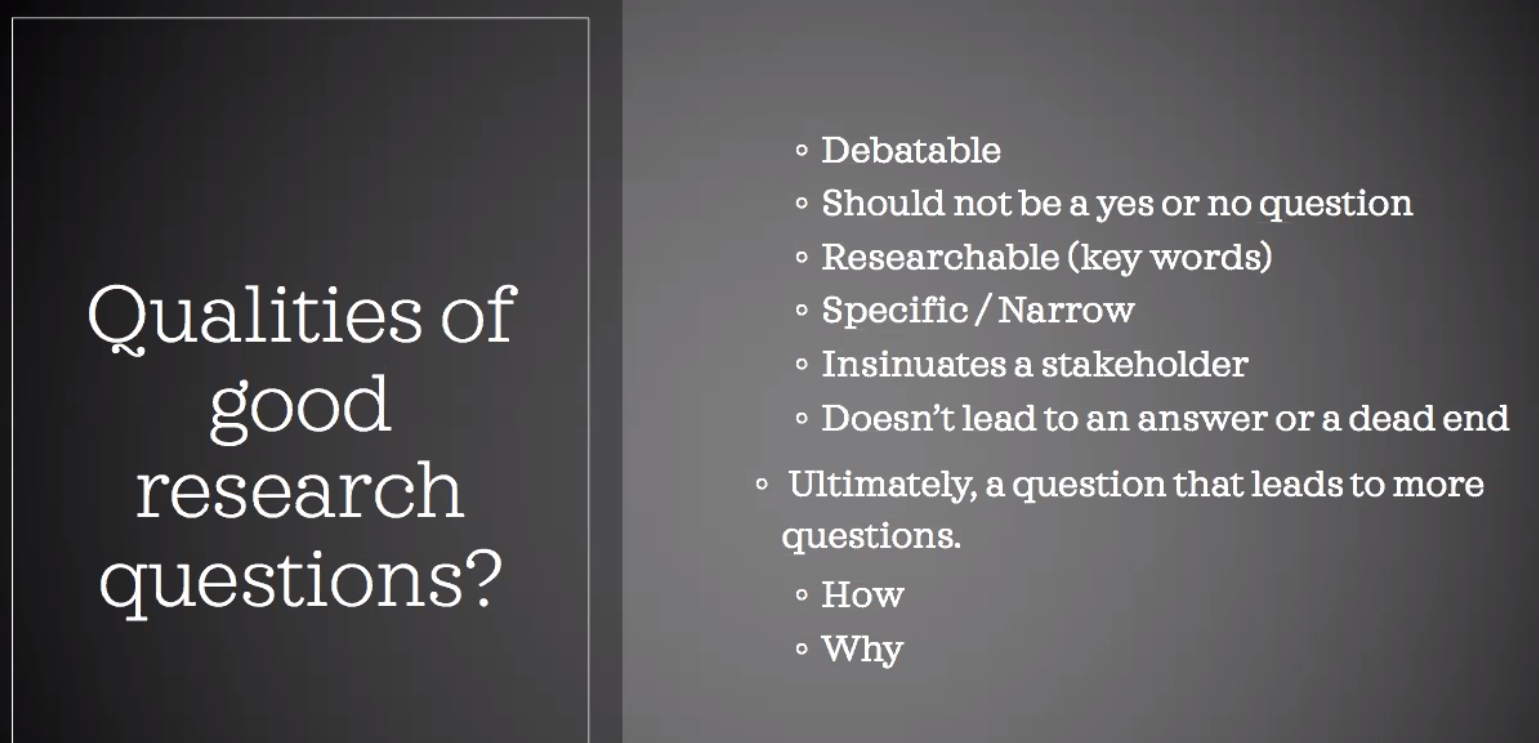 Qualities of
good
research
questions?
◦ Debatable
◦ Should not be a yes or no question
◦ Researchable (key words)
◦ Specific / Narrow
◦ Insinuates a stakeholder
◦ Doesn’t lead to an answer or a dead end
◦ Ultimately, a question that leads to more
questions.
◦ How
◦ Why